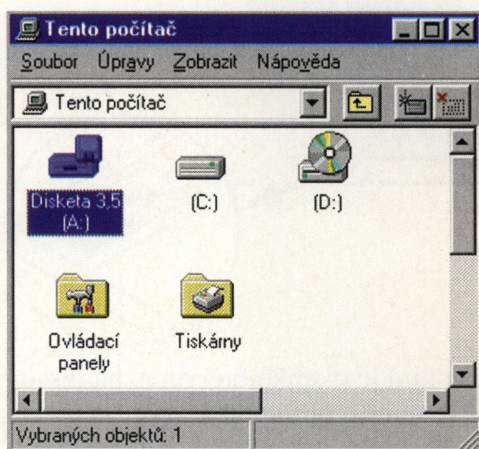 Tento počítač
Soubor Úpravy Zobrazit Nápověda
Tento počítač
Disketa 3,5
(A:)
(C:)
(D:)
Ovládací
panely
Tiskárny
Vybraných objektů: 1